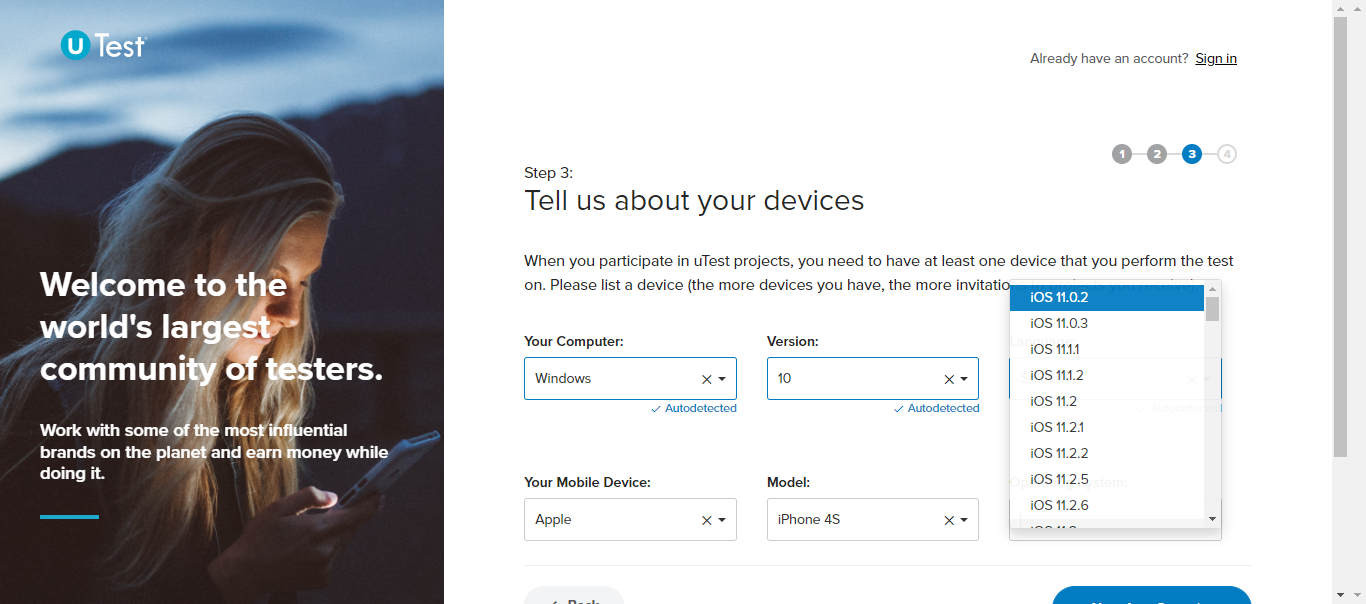 uTest
Welcome to the
world's largest
community of testers.
Work with some of the most influential
brands on the planet and earn money while
doing it.
Already have an account? Sign in
1 2 3 4
Step 3:
Tell us about your devices
When you participate in uTest projects, you need to have at least one device that you perform the test
on. Please list a device (the more devices you have, the more invitations
Your Computer:
Windows
Autodetected
Version:
10
Autodetected
Autodetected
Your Mobile Device:
Apple
Model:
iPhone 4S
iOS 11.0.2
iOS 11.0.3
iOS 11.1.1
iOS 11.1.2
iOS 11.2
iOS 11.2.1
iOS 11.2.2
iOS 11.2.5
iOS 11.2.6
Back